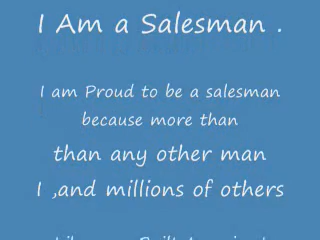 I Am a Salesman .
I am Proud to be a salesman
because more than
than any other man
I ,and millions of others